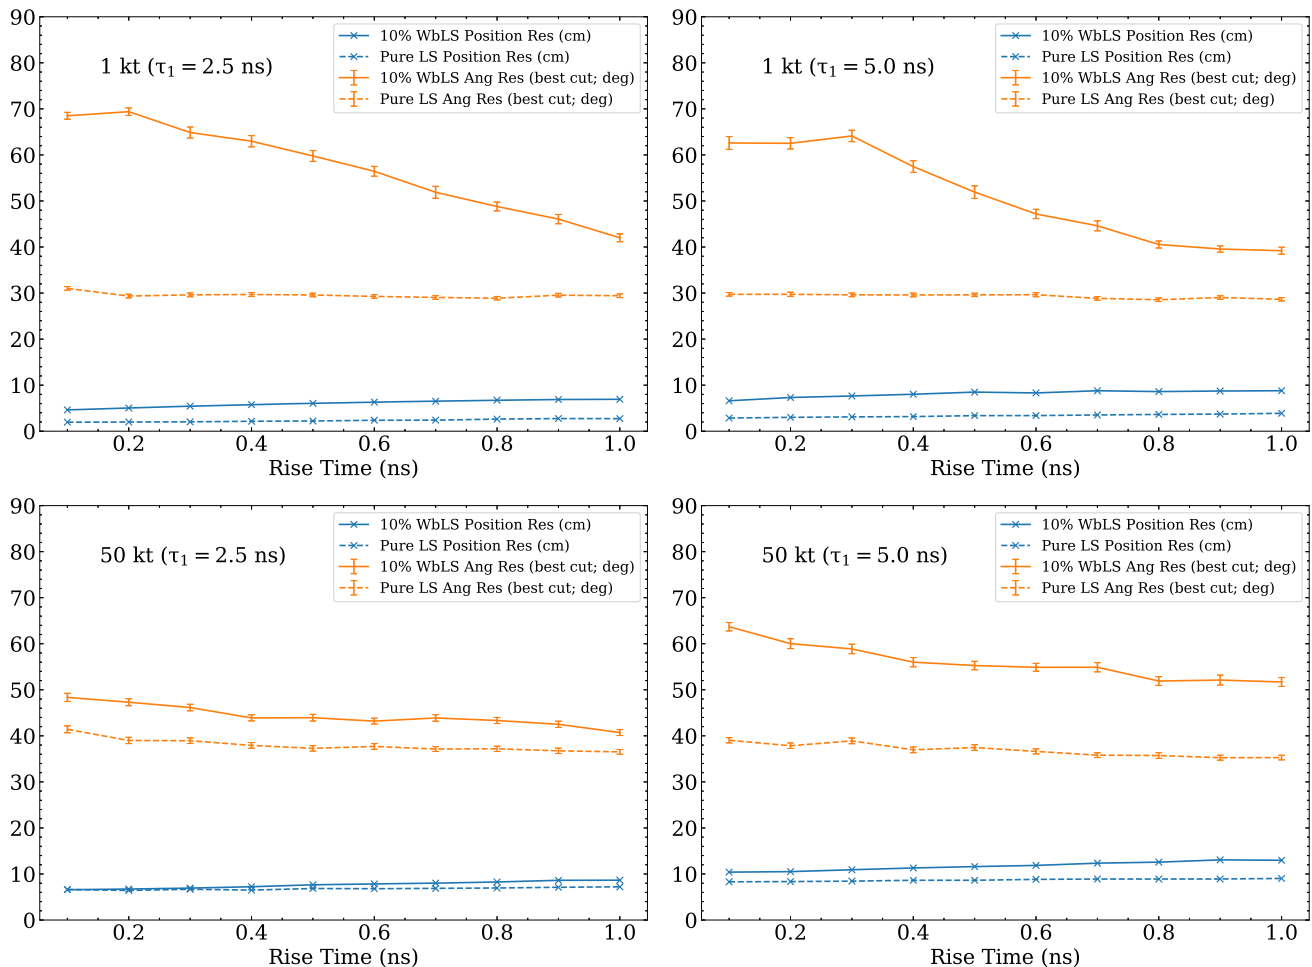 90
80
70
60
50
40
30
20
10
0
1 kt (τ1 = 2.5 ns)
10% WbLS Position Res (cm)
Pure LS Position Res (cm)
10% WbLS Ang Res (best cut; deg)
Pure LS Ang Res (best cut; deg)
0.2 0.4 0.6 0.8 1.0
Rise Time (ns)
90
80
70
60
50
40
30
20
10
0
1 kt (τ1 = 5.0 ns)
10% WbLS Position Res (cm)
Pure LS Position Res (cm)
10% WbLS Ang Res (best cut; deg)
Pure LS Ang Res (best cut; deg)
0.2 0.4 0.6 0.8 1.0
Rise Time (ns)
90
80
70
60
50
40
30
20
10
0
50 kt (τ1 = 2.5 ns)
10% WbLS Position Res (cm)
Pure LS Position Res (cm)
10% WbLS Ang Res (best cut; deg)
Pure LS Ang Res (best cut; deg)
0.2 0.4 0.6 0.8 1.0
Rise Time (ns)
90
80
70
60
50
40
30
20
10
0
50 kt (τ1 = 5.0 ns)
10% WbLS Position Res (cm)
Pure LS Position Res (cm)
10% WbLS Ang Res (best cut; deg)
Pure LS Ang Res (best cut; deg)
0.2 0.4 0.6 0.8 1.0
Rise Time (ns)